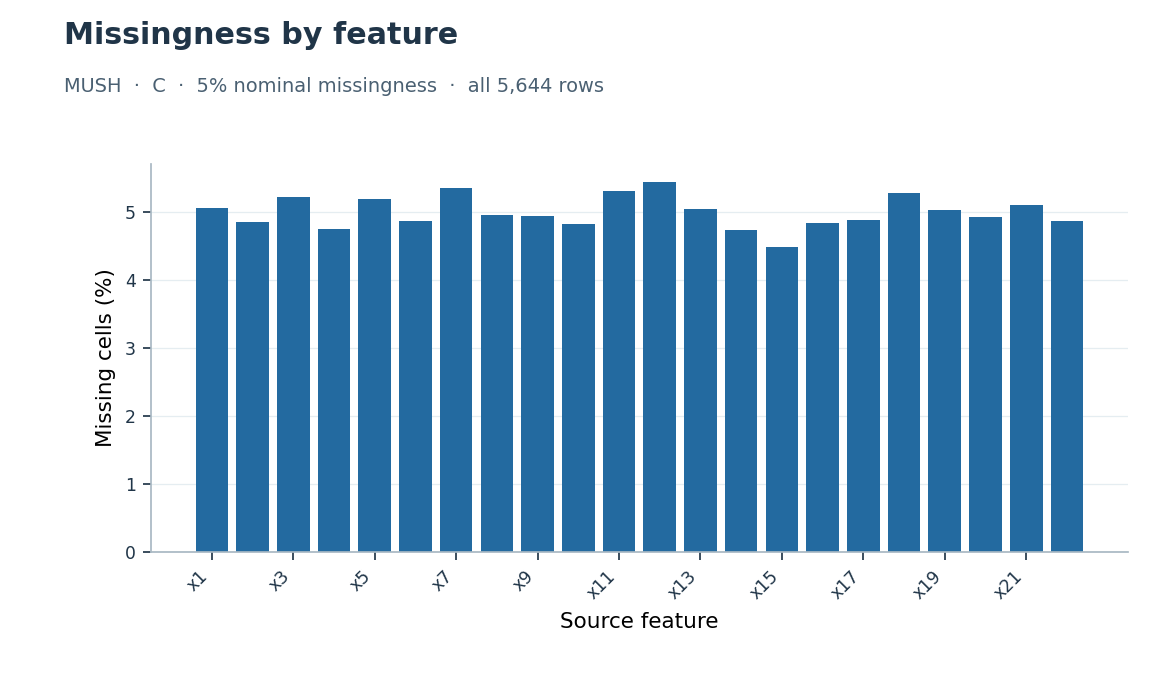 Missingness by feature
MUSH · C · 5% nominal missingness · all 5,644 rows
Missing cells (%)
5
4
3
2
1
0
x1 x3 x5 x7 x9 x11 x13 x15 x17 x19 x21
Source feature